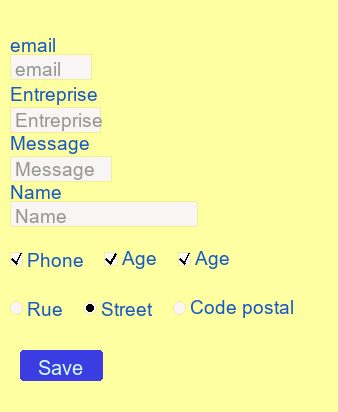 email
email
Entreprise
Entreprise
Message
Message
Name
Name
Phone Age Age
Rue Street Code postal
Save